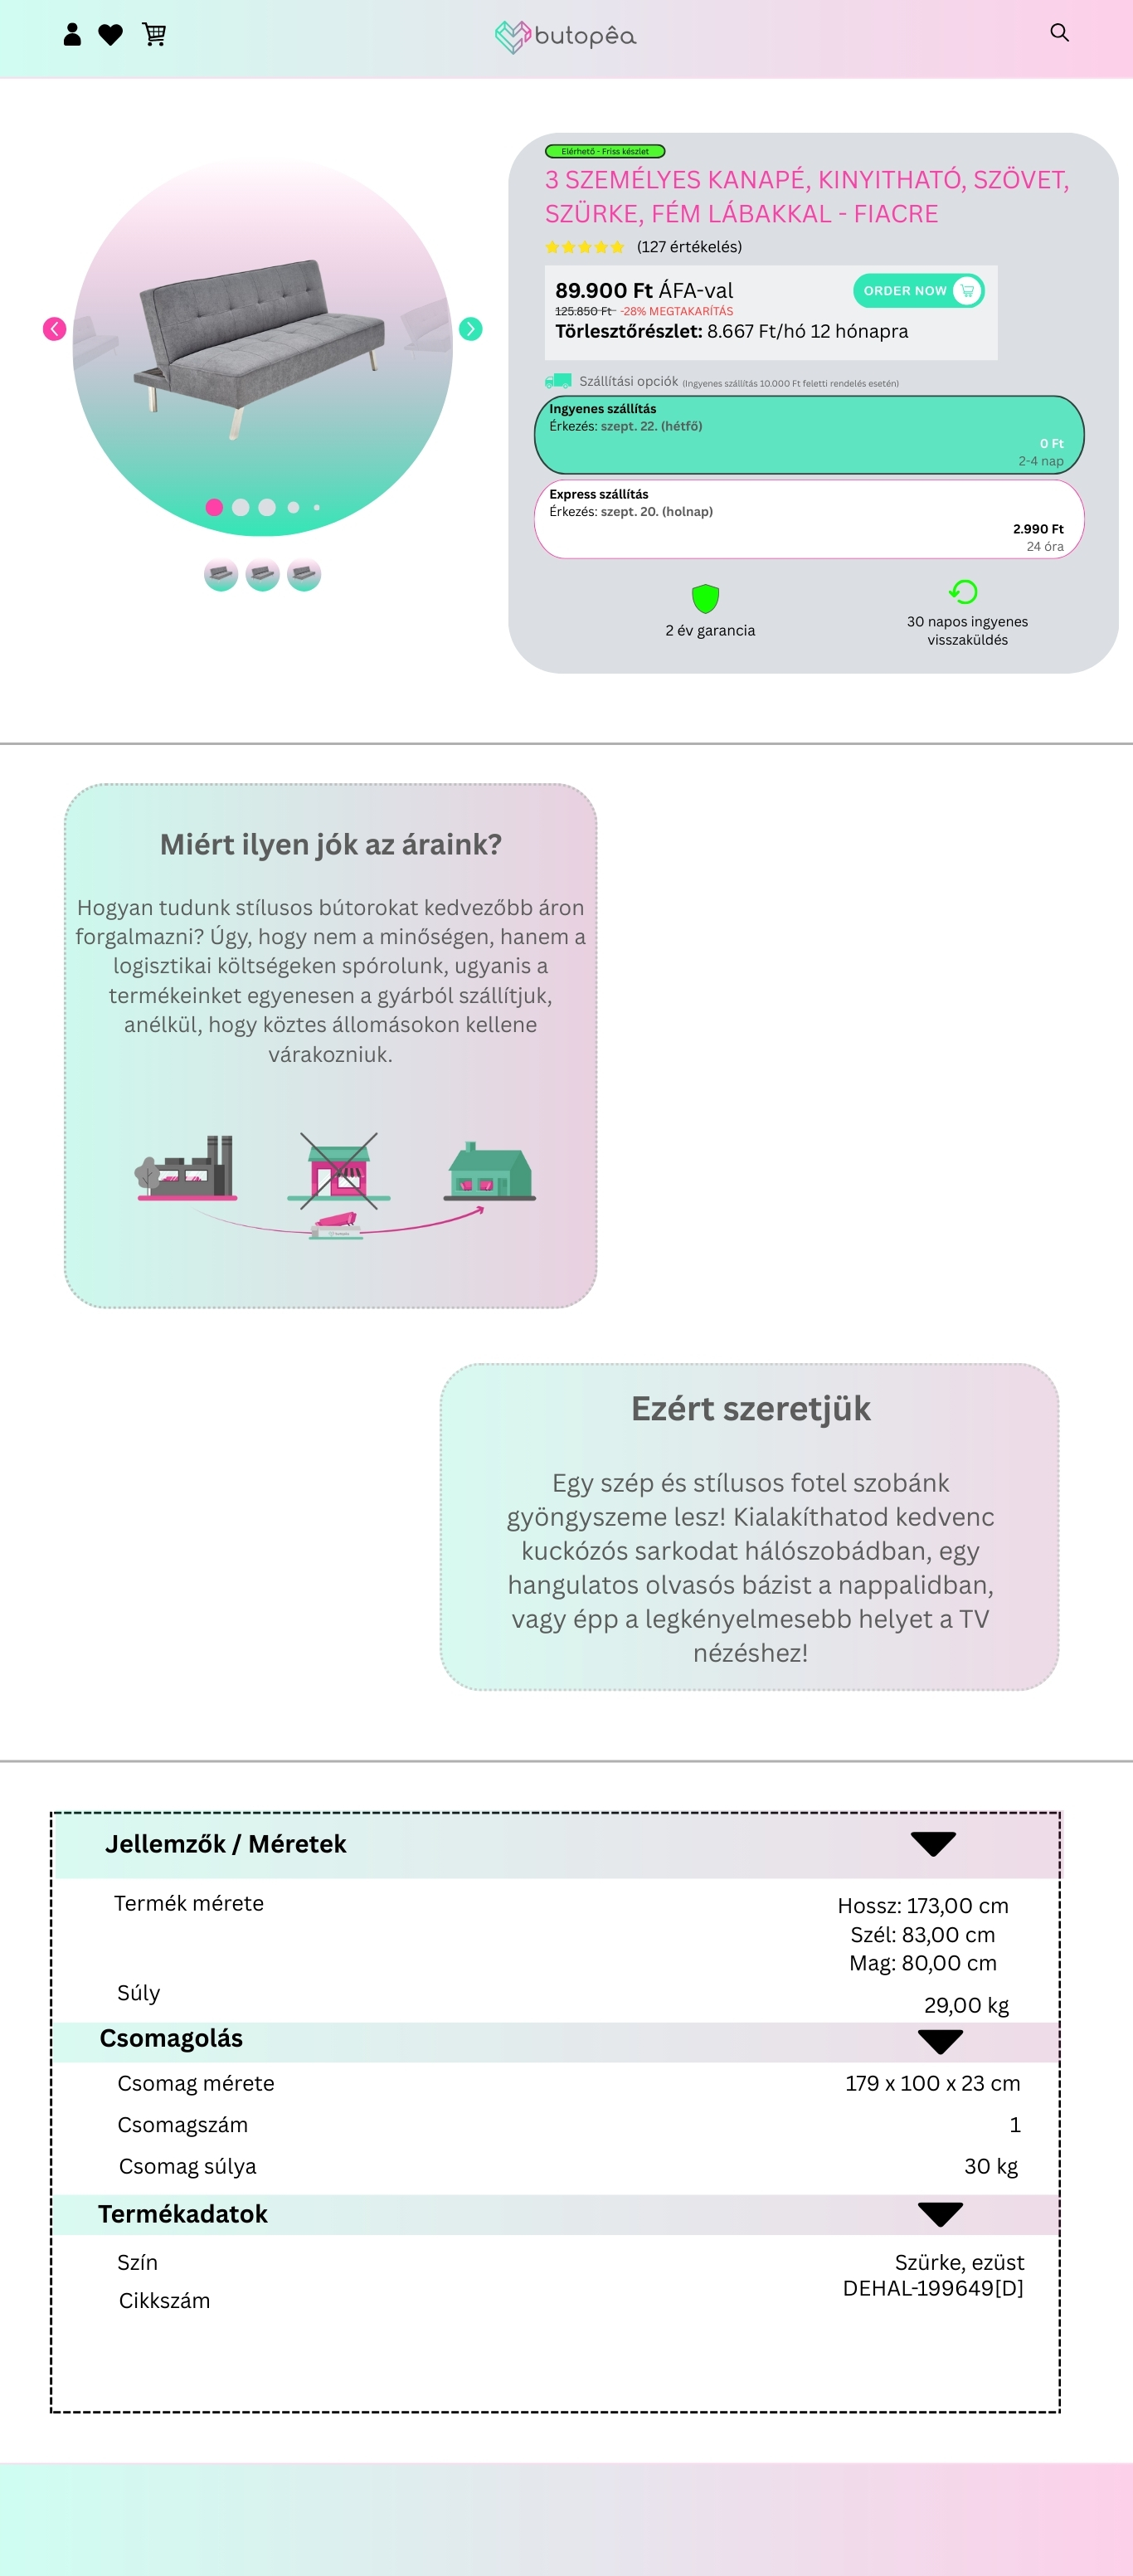 butopêa
Elérhető - Friss készlet
3 SZEMÉLYES KANAPÉ, KINYITHATÓ, SZÖVET,
SZÜRKE, FÉM LÁBAKKAL - FIACRE
(127 értékelés)
89.900 Ft ÁFA-val
ORDER NOW
125.850 Ft -28% MEGTAKARÍTÁS
Törlesztőrészlet: 8.667 Ft/hó 12 hónapra
Szállítási opciók (Ingyenes szállítás 10.000 Ft feletti rendelés esetén)
Ingyenes szállítás
Érkezés: szept. 22. (hétfő)
0 Ft
2-4 nap
Express szállítás
Érkezés: szept. 20. (holnap)
2.990 Ft
24 óra
2 év garancia
30 napos ingyenes
visszaküldés
Miért ilyen jók az áraink?
Hogyan tudunk stílusos bútorokat kedvezőbb áron
forgalmazni? Úgy, hogy nem a minőségen, hanem a
logisztikai költségeken spórolunk, ugyanis a
termékeinket egyenesen a gyárból szállítjuk,
anélkül, hogy köztes állomásokon kellene
várakozniuk.
Ezért szeretjük
Egy szép és stílusos fotel szobánk
gyöngyszeme lesz! Kialakíthatod kedvenc
kuckózós sarkodat hálószobádban, egy
hangulatos olvasós bázist a nappalidban,
vagy épp a legkényelmesebb helyet a TV
nézéshez!
Jellemzők / Méretek
Termék mérete
Hossz: 173,00 cm
Szél: 83,00 cm
Mag: 80,00 cm
Súly
29,00 kg
Csomagolás
Csomag mérete
179 x 100 x 23 cm
Csomagszám
1
Csomag súlya
30 kg
Termékadatok
Szín
Szürke, ezüst
Cikkszám
DEHAL-199649[D]